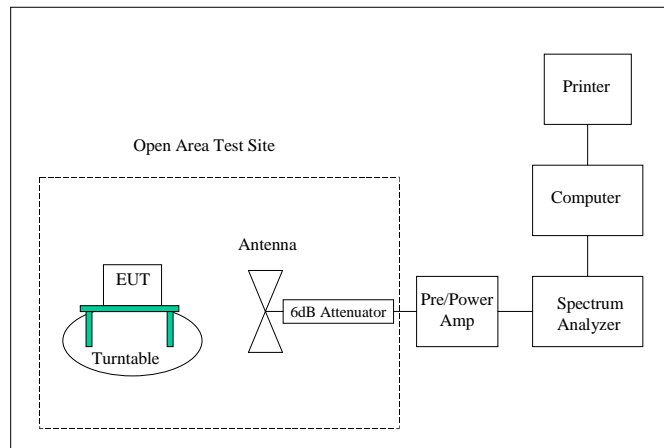 Printer
Open Area Test Site
Computer
Antenna
EUT
6dB Attenuator
Pre/Power
Amp
Spectrum
Analyzer
Turntable